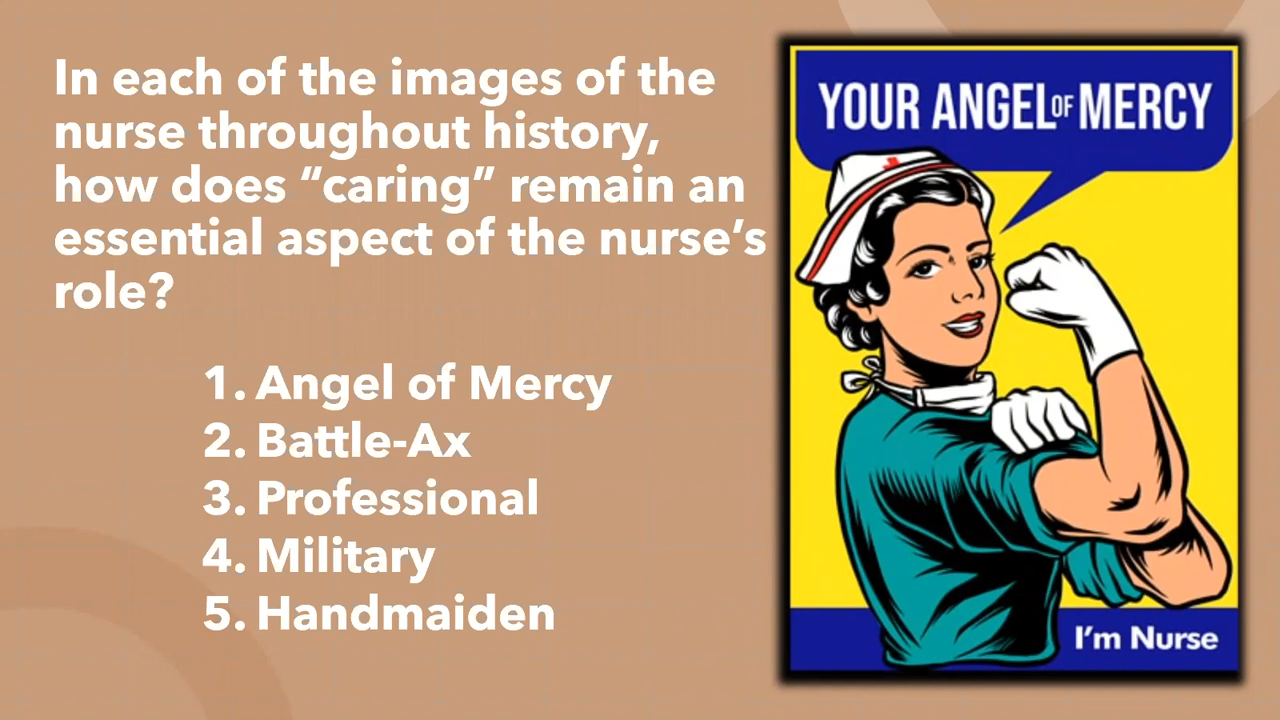 In each of the images of the
nurse throughout history,
how does “caring” remain an
essential aspect of the nurse’s
role?
1. Angel of Mercy
2. Battle-Ax
3. Professional
4. Military
5. Handmaiden
YOUR ANGEL OF MERCY
I’m Nurse